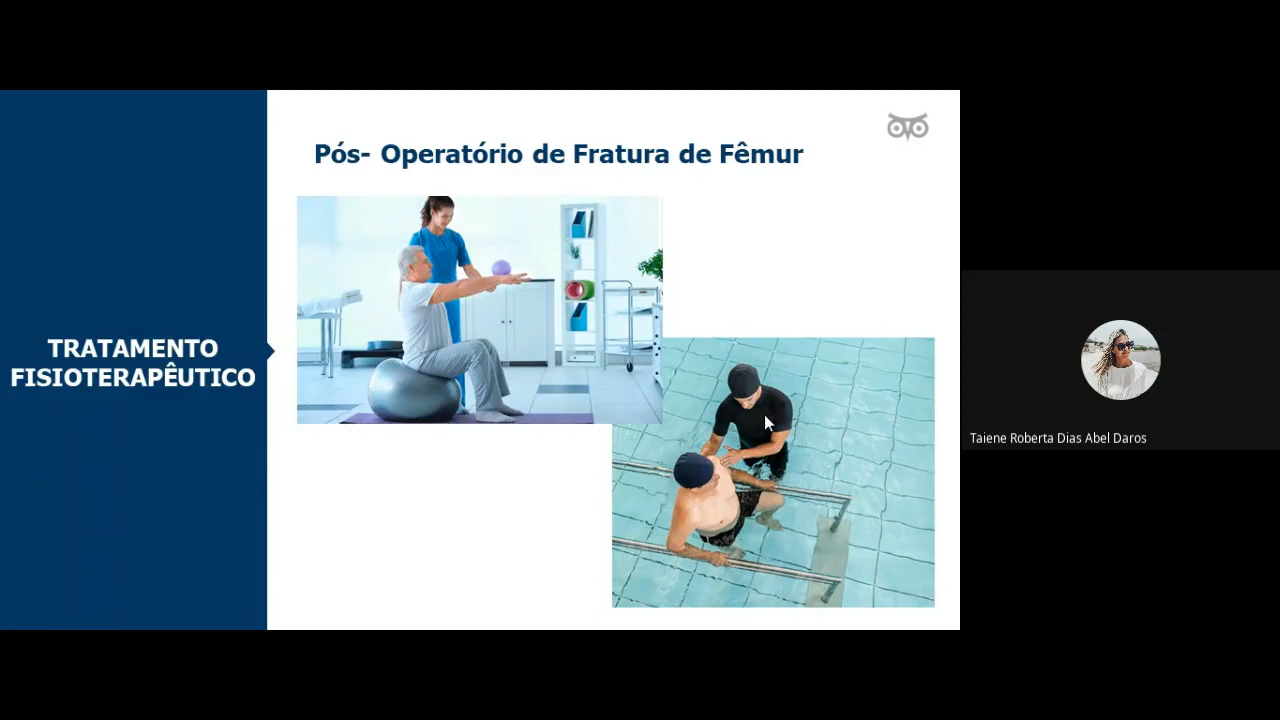 Pós- Operatório de Fratura de Fêmur
TRATAMENTO
FISIOTERAPÊUTICO
Taiene Roberta Dias Abel Daros